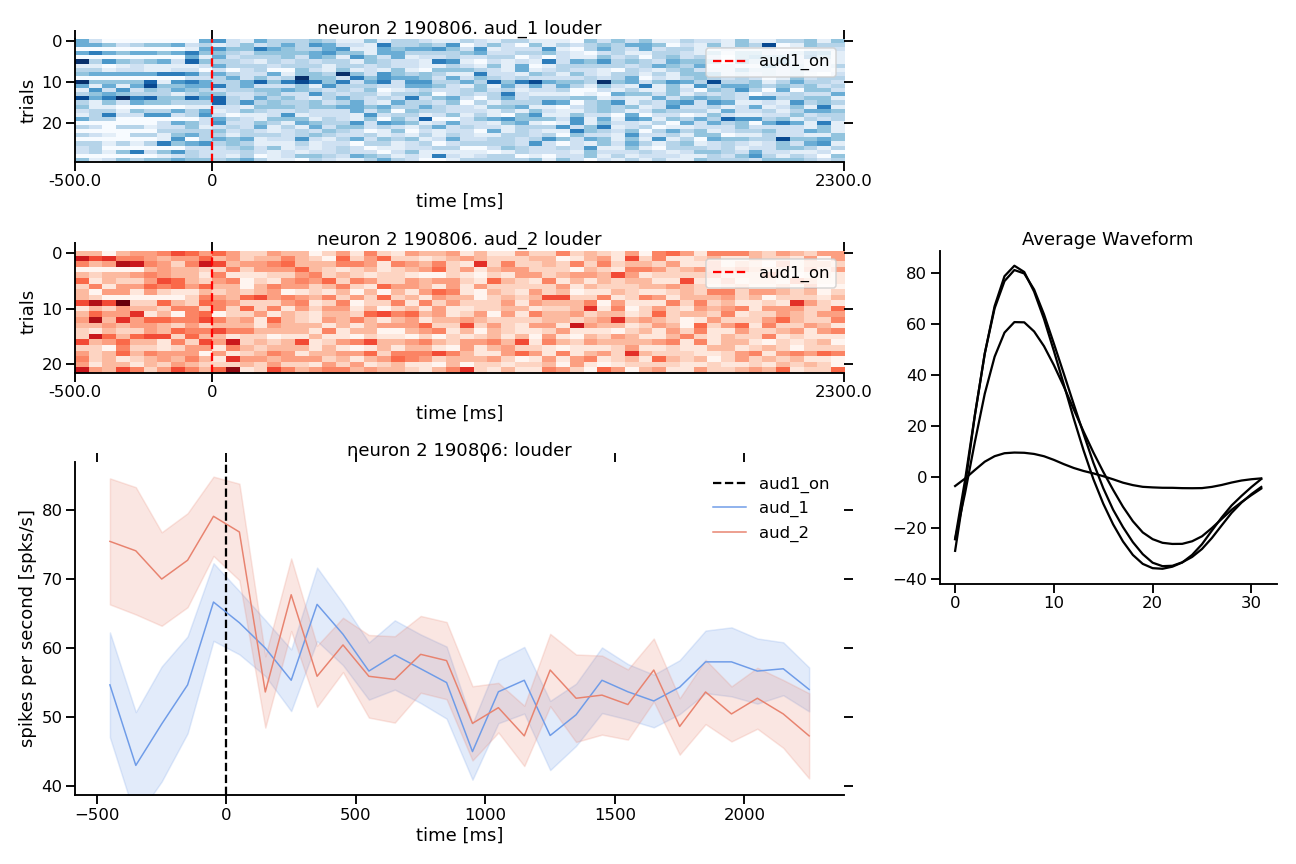 neuron 2 190806. aud_1 louder
trials
0
10
20
aud1_on
-500.0
0
2300.0
time [ms]
neuron 2 190806. aud_2 louder
trials
0
10
20
aud1_on
-500.0
0
2300.0
time [ms]
neuron 2 190806: louder
spikes per second [spks/s]
80
70
60
50
40
aud1_on
aud_1
aud_2
−500
0
500
1000
1500
2000
time [ms]
Average Waveform
80
60
40
20
0
−20
−40
0
10
20
30